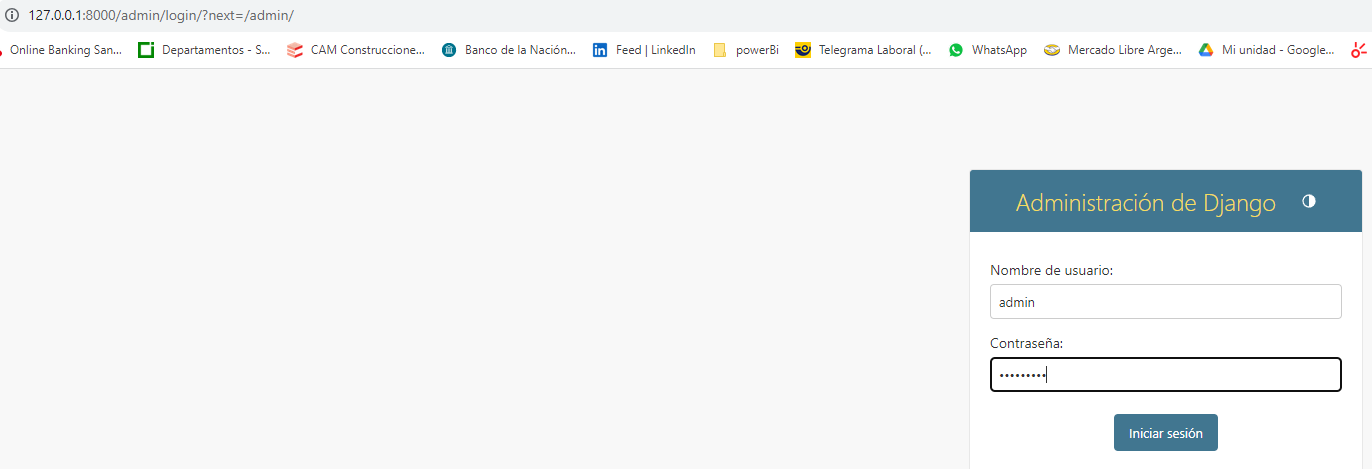 127.0.0.1:8000/admin/login/?next=/admin/
Online Banking San... Departamentos - S... CAM Construccione... Banco de la Nación... Feed | LinkedIn powerBi Telegrama Laboral (... WhatsApp Mercado Libre Arge... Mi unidad - Google...
Administración de Django
Nombre de usuario:
admin
Contraseña:
•••••••••
Iniciar sesión